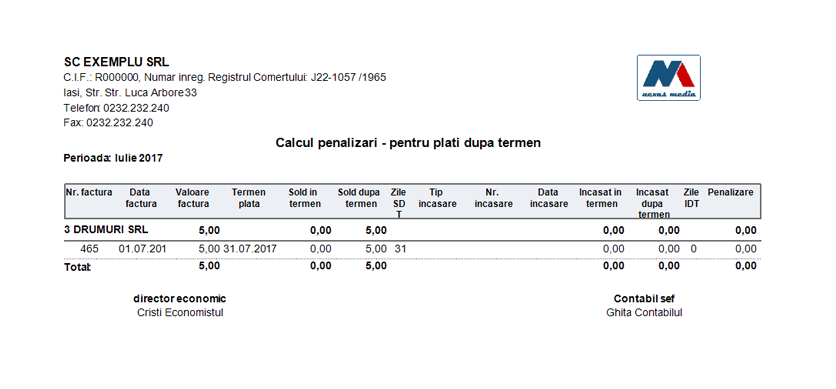 SC EXEMPLU SRL
C.I.F.: R000000, Numar inreg. Registrul Comertului: J22-1057 /1965
Iasi, Str. Str. Luca Arbore33
Telefon: 0232.232.240
Fax: 0232.232.240
nexus media
Calcul penalizari - pentru plati dupa termen
Perioada: Iulie 2017
Nr. factura Data factura Valoare factura Termen plata Sold in termen Sold dupa termen Zile SDT Tip incasare Nr. incasare Data incasare Incasat in termen Incasat dupa termen Zile IDT Penalizare
3 DRUMURI SRL 5,00 0,00 5,00 0,00 0,00 0,00
465 01.07.201 5,00 31.07.2017 0,00 5,00 31 0,00 0,00 0 0,00
Total: 5,00 0,00 5,00 0,00 0,00 0,00
director economic Contabil sef
Cristi Economistul Ghita Contabilul